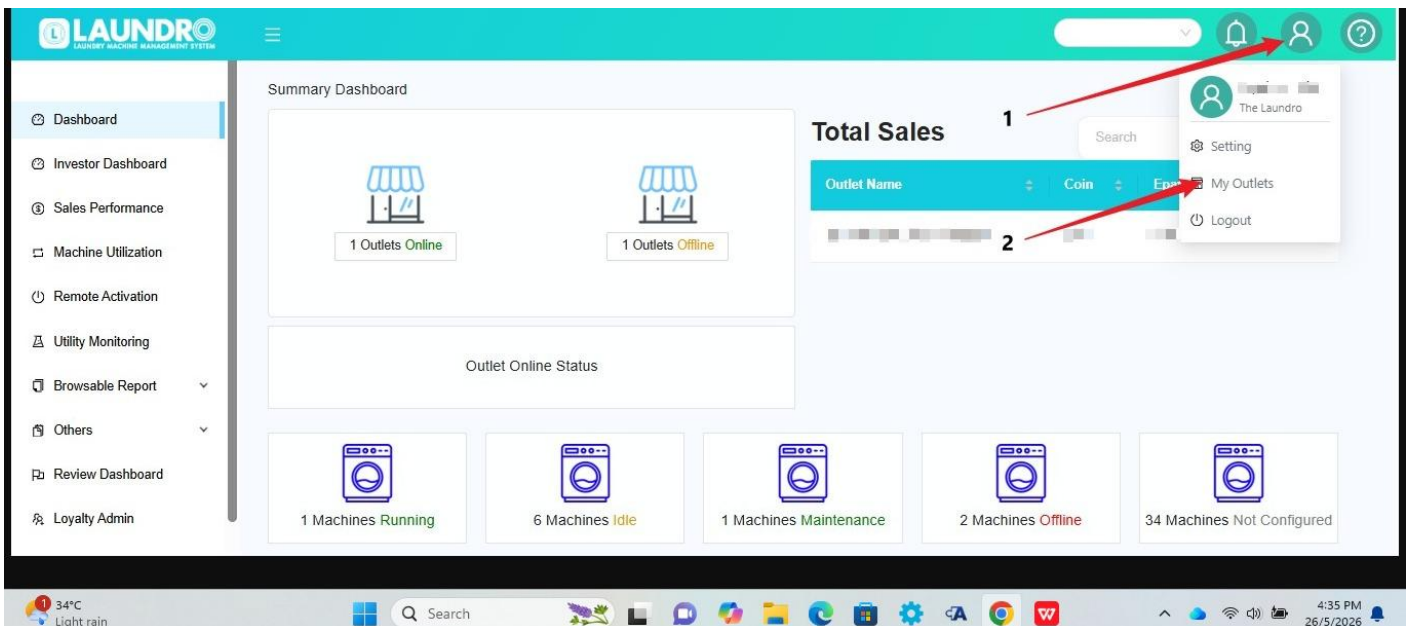 LAUNDRO
LAUNDRY MACHINE MANAGEMENT SYSTEM
Summary Dashboard
Dashboard
Investor Dashboard
Sales Performance
Machine Utilization
Remote Activation
Utility Monitoring
Browsable Report
Others
Review Dashboard
Loyalty Admin
1 Outlets Online
1 Outlets Offline
Outlet Online Status
Total Sales
Search
Outlet Name
Coin
1
2
The Laundro
Setting
My Outlets
Logout
1 Machines Running
6 Machines Idle
1 Machines Maintenance
2 Machines Offline
34 Machines Not Configured
1
34°C
Light rain
Search
4:35 PM
26/5/2026